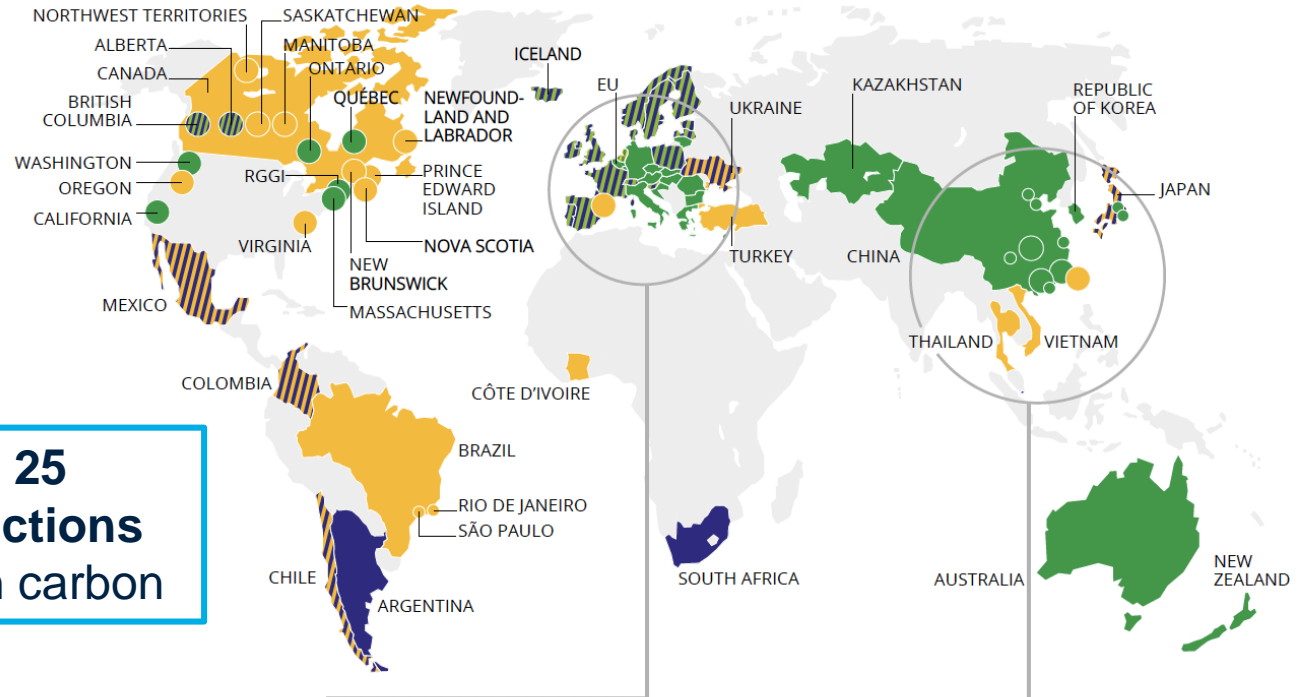 NORTHWEST TERRITORIES
SASKATCHEWAN
ALBERTA
MANITOBA
CANADA
ONTARIO
BRITISH
COLUMBIA
QUÉBEC
NEWFOUND-
LAND AND
LABRADOR
WASHINGTON
OREGON
RGGI
PRINCE
EDWARD
ISLAND
CALIFORNIA
VIRGINIA
NOVA SCOTIA
NEW
BRUNSWICK
MEXICO
MASSACHUSETTS
ICELAND
EU
UKRAINE
KAZAKHSTAN
REPUBLIC
OF KOREA
JAPAN
TURKEY
CHINA
THAILAND
VIETNAM
COLOMBIA
CÔTE D'IVOIRE
BRAZIL
RIO DE JANEIRO
SÃO PAULO
CHILE
ARGENTINA
SOUTH AFRICA
AUSTRALIA
NEW
ZEALAND
25
ctions
carbon